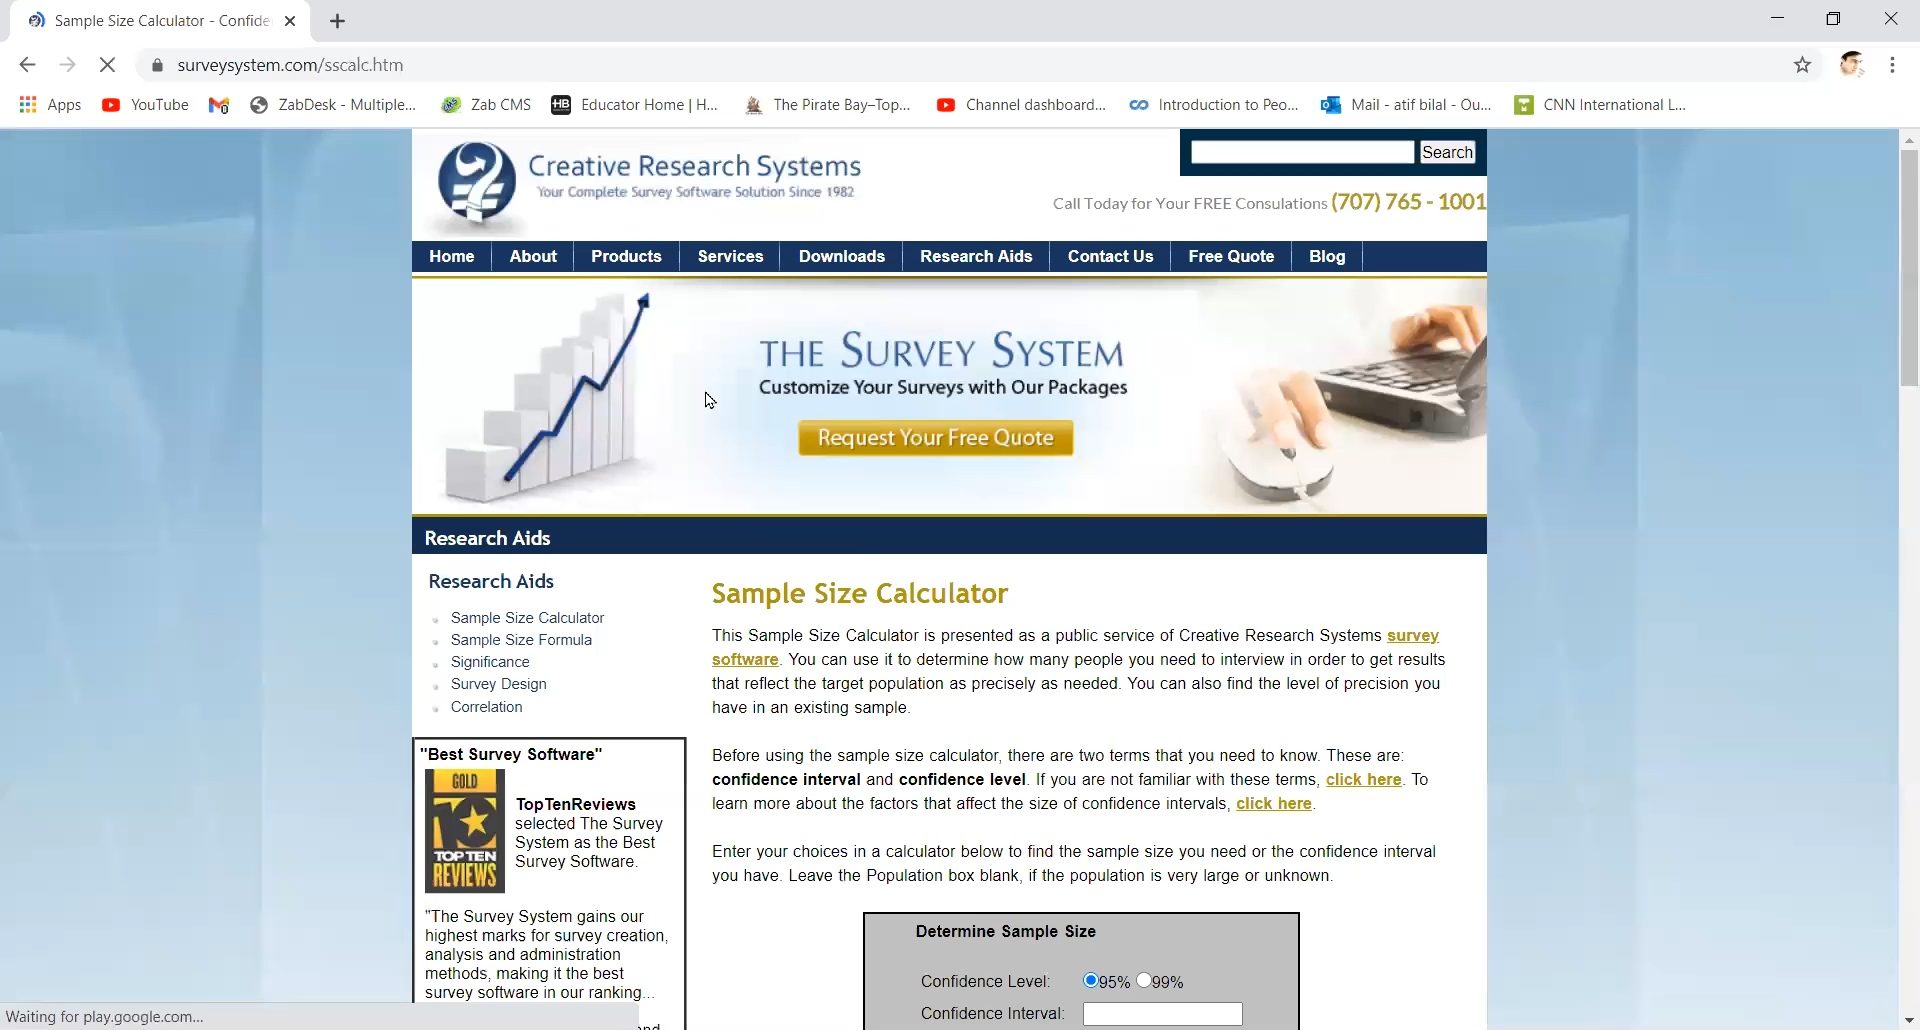 Sample Size Calculator - Confide
surveysystem.com/sscalc.htm
Apps YouTube ZabDesk - Multiple... Zab CMS HB Educator Home | H... The Pirate Bay–Top... Channel dashboard... Introduction to Peo... Mail - atif bilal - Ou... CNN International L...
Creative Research Systems
Your Complete Survey Software Solution Since 1982
Search
Call Today for Your FREE Consulations (707) 765 - 1001
Home About Products Services Downloads Research Aids Contact Us Free Quote Blog
THE SURVEY SYSTEM
Customize Your Surveys with Our Packages
Request Your Free Quote
Research Aids
Research Aids
Sample Size Calculator
Sample Size Formula
Significance
Survey Design
Correlation
"Best Survey Software"
GOLD
10
TOP TEN
REVIEWS
TopTenReviews
selected The Survey
System as the Best
Survey Software.
"The Survey System gains our
highest marks for survey creation,
analysis and administration
methods, making it the best
survey software in our ranking...
Sample Size Calculator
This Sample Size Calculator is presented as a public service of Creative Research Systems survey
software. You can use it to determine how many people you need to interview in order to get results
that reflect the target population as precisely as needed. You can also find the level of precision you
have in an existing sample.
Before using the sample size calculator, there are two terms that you need to know. These are:
confidence interval and confidence level. If you are not familiar with these terms, click here. To
learn more about the factors that affect the size of confidence intervals, click here.
Enter your choices in a calculator below to find the sample size you need or the confidence interval
you have. Leave the Population box blank, if the population is very large or unknown.
Determine Sample Size
Confidence Level: 95% 99%
Confidence Interval:
Waiting for play.google.com...